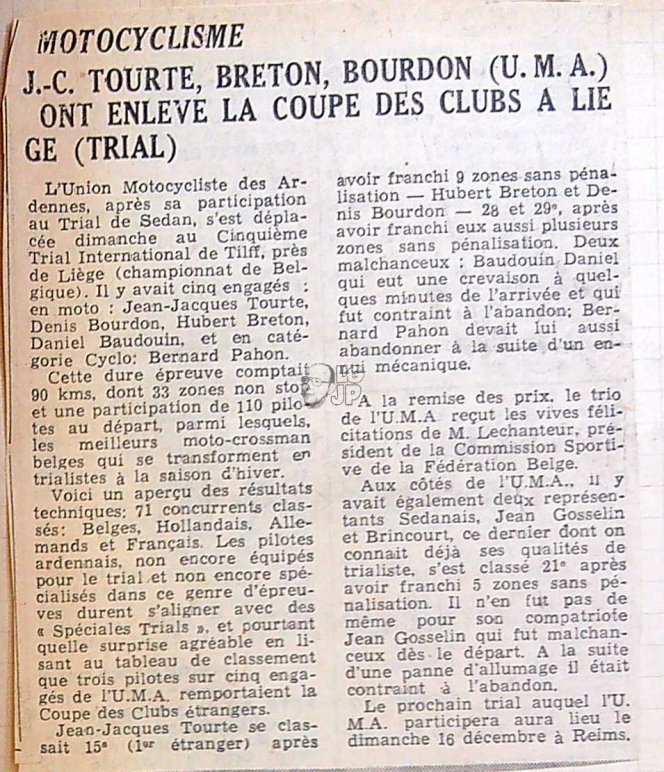 MOTOCYCLISME
J.-C. TOURTE, BRETON, BOURDON (U. M. A.)
ONT ENLEVE LA COUPE DES CLUBS A LIE
GE (TRIAL)
L'Union Motocycliste des Ar-
dennes, après sa participation
au Trial de Sedan, s'est dépla-
cée dimanche au Cinquième
Trial International de Tilff, près
de Liège (championnat de Bel-
gique). Il y avait cinq engagés :
en moto : Jean-Jacques Tourte,
Denis Bourdon, Hubert Breton,
Daniel Baudouin, et en caté-
gorie Cyclo: Bernard Pahon.
Cette dure épreuve comptait
90 kms, dont 33 zones non stop
et une participation de 110 pilo-
tes au départ, parmi lesquels,
les meilleurs moto-crossman
belges qui se transforment en
trialistes à la saison d'hiver.
Voici un aperçu des résultats
techniques: 71 concurrents clas-
sés: Belges, Hollandais, Alle-
mands et Français. Les pilotes
ardennais, non encore équipés
pour le trial et non encore spé-
cialisés dans ce genre d'épreu-
ves durent s'aligner avec des
« Spéciales Trials », et pourtant
quelle surprise agréable en li-
sant au tableau de classement
que trois pilotes sur cinq enga-
gés de l'U.M.A. remportaient la
Coupe des Clubs étrangers.
Jean-Jacques Tourte se clas-
sait 15e (1er étranger) après
avoir franchi 9 zones sans péna-
lisation — Hubert Breton et De-
nis Bourdon — 28 et 29e, après
avoir franchi eux aussi plusieurs
zones sans pénalisation. Deux
malchanceux : Baudouin Daniel
qui eut une crevaison à quel-
ques minutes de l'arrivée et qui
fut contraint à l'abandon; Ber-
nard Pahon devait lui aussi
abandonner à la suite d'un en-
nui mécanique.
A la remise des prix, le trio
de l'U.M.A reçut les vives féli-
citations de M. Lechanteur, pré-
sident de la Commission Sporti-
ve de la Fédération Belge.
Aux côtés de l'U.M.A., il y
avait également deux représen-
tants Sedanais, Jean Gosselin
et Brincourt, ce dernier dont on
connait déjà ses qualités de
trialiste, s'est classé 21e après
avoir franchi 5 zones sans pé-
nalisation. Il n'en fut pas de
même pour son compatriote
Jean Gosselin qui fut malchan-
ceux dès le départ. A la suite
d'une panne d'allumage il était
contraint à l'abandon.
Le prochain trial auquel l'U.
M.A. participera aura lieu le
dimanche 16 décembre à Reims.
LG
JP